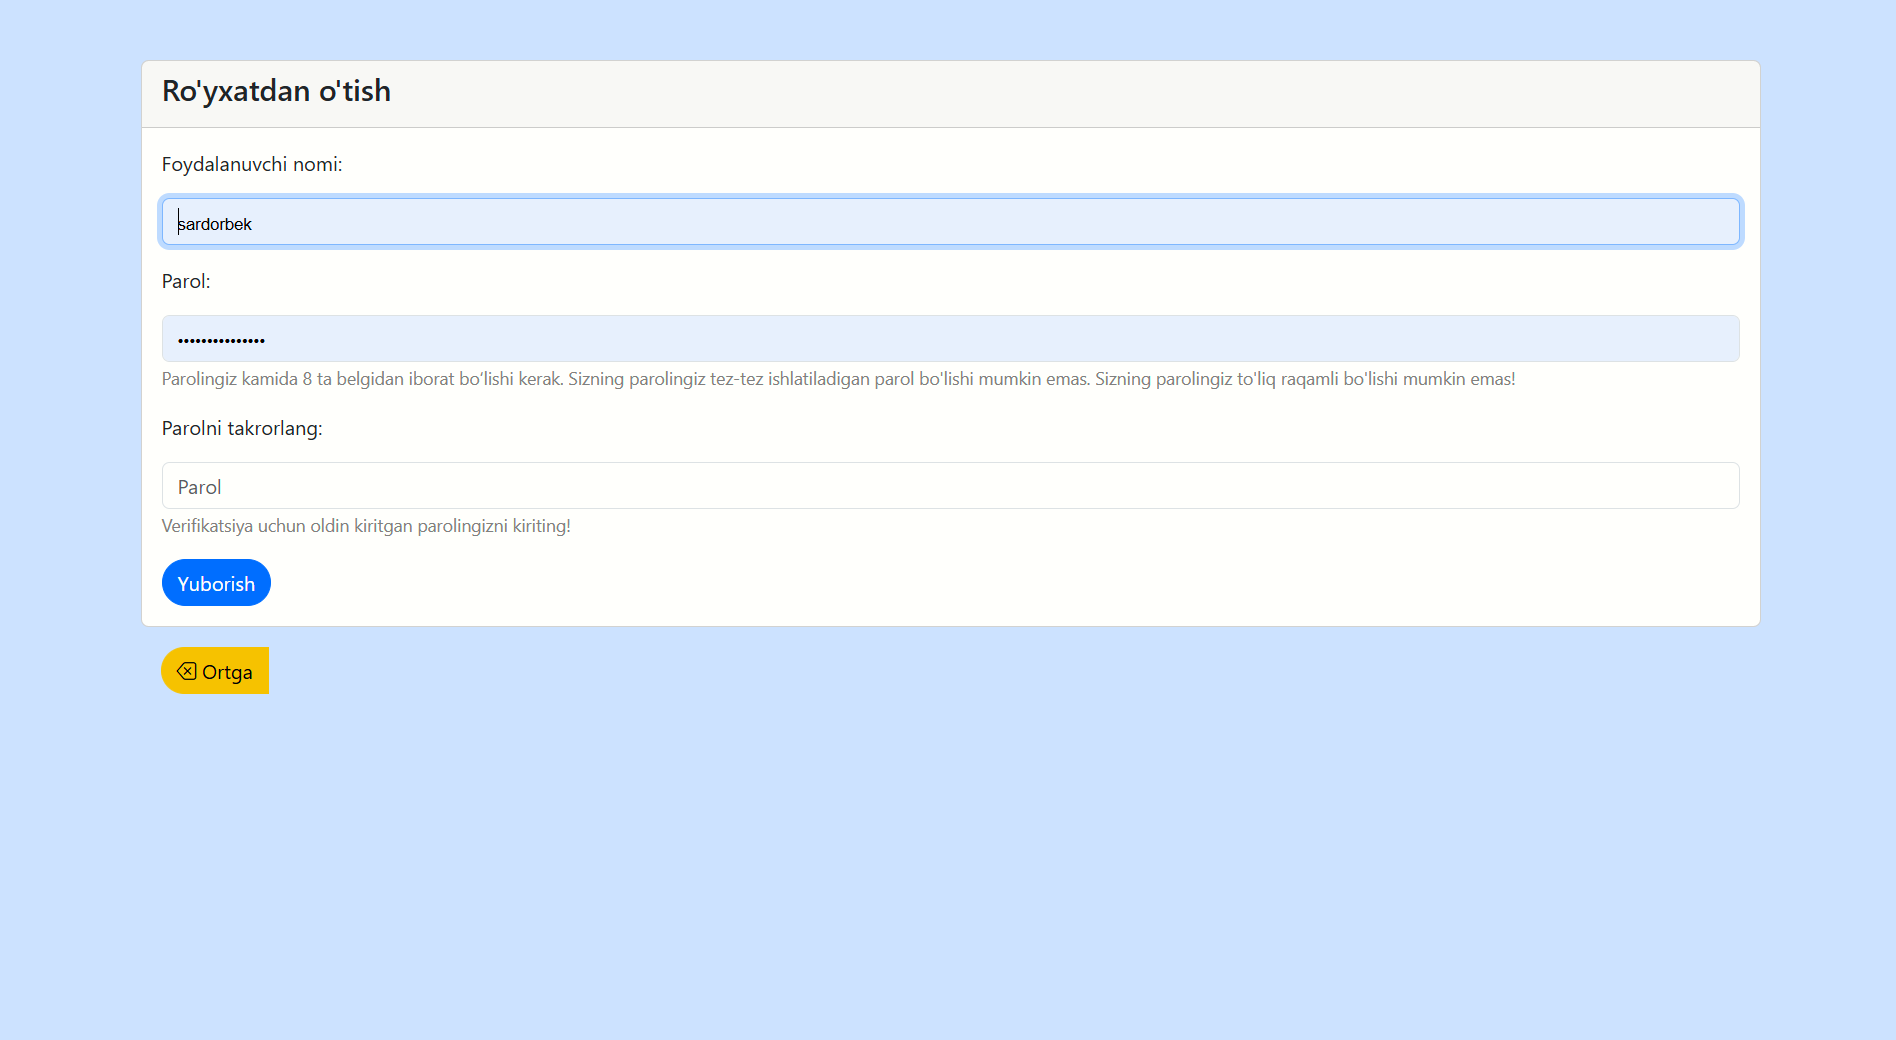 Ro'yxatdan o'tish
Foydalanuvchi nomi:
sardorbek
Parol:
•••••••••••••••
Parolingiz kamida 8 ta belgidan iborat bo‘lishi kerak. Sizning parolingiz tez-tez ishlatiladigan parol bo'lishi mumkin emas. Sizning parolingiz to'liq raqamli bo'lishi mumkin emas!
Parolni takrorlang:
Parol
Verifikatsiya uchun oldin kiritgan parolingizni kiriting!
Yuborish
Ortga